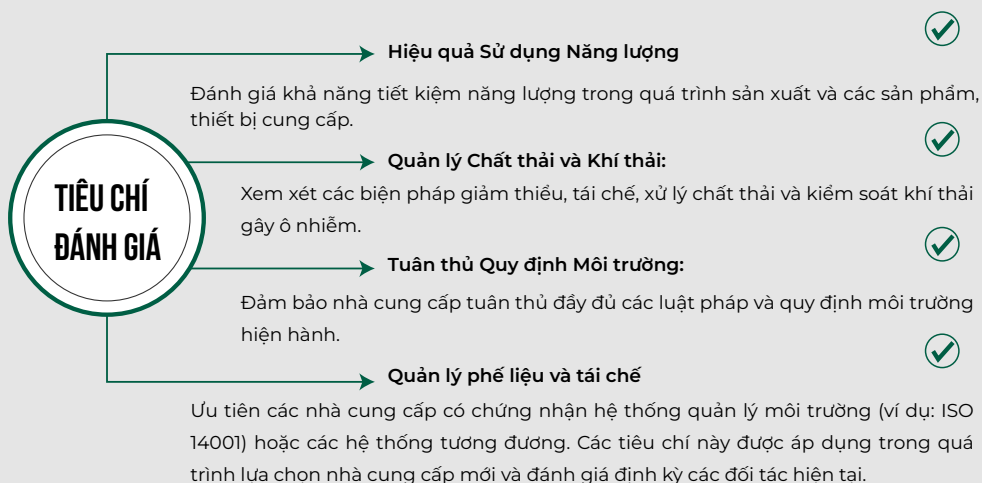 Hiệu quả Sử dụng Năng lượng
Đánh giá khả năng tiết kiệm năng lượng trong quá trình sản xuất và các sản phẩm,
thiết bị cung cấp.
TIÊU CHÍ
ĐÁNH GIÁ
Quản lý Chất thải và Khí thải:
Xem xét các biện pháp giảm thiểu, tái chế, xử lý chất thải và kiểm soát khí thải
gây ô nhiễm.
Tuân thủ Quy định Môi trường:
Đảm bảo nhà cung cấp tuân thủ đầy đủ các luật pháp và quy định môi trường
hiện hành.
Quản lý phế liệu và tái chế
Ưu tiên các nhà cung cấp có chứng nhận hệ thống quản lý môi trường (ví dụ: ISO
14001) hoặc các hệ thống tương đương. Các tiêu chí này được áp dụng trong quá
trình lựa chọn nhà cung cấp mới và đánh giá định kỳ các đối tác hiện tại.